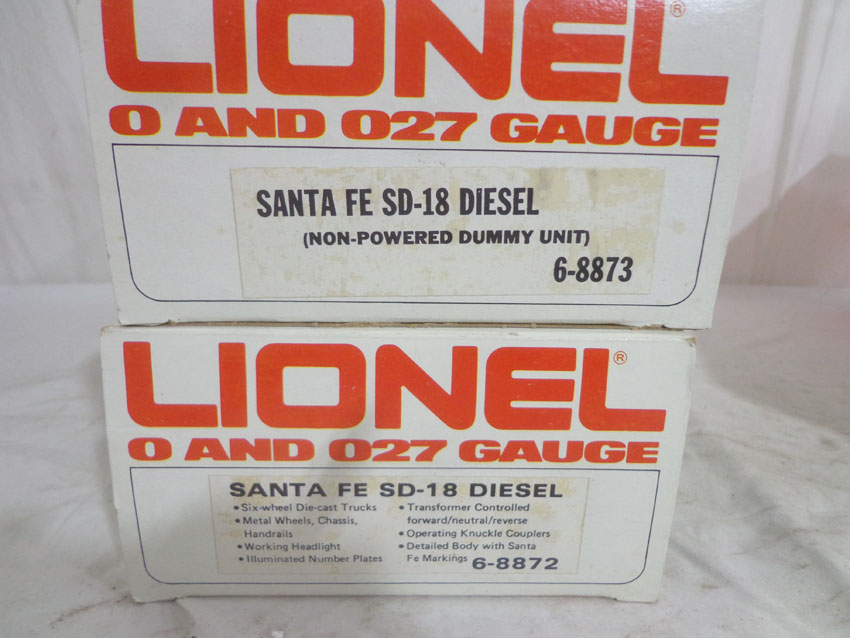 LIONEL®
O AND O27 GAUGE
SANTA FE SD-18 DIESEL
(NON-POWERED DUMMY UNIT)
6-8873
LIONEL®
O AND O27 GAUGE
SANTA FE SD-18 DIESEL
• Six-wheel Die-cast Trucks
• Metal Wheels, Chassis,
Handrails
• Working Headlight
• Illuminated Number Plates
• Transformer Controlled
forward/neutral/reverse
• Operating Knuckle Couplers
• Detailed Body with Santa
Fe Markings 6-8872